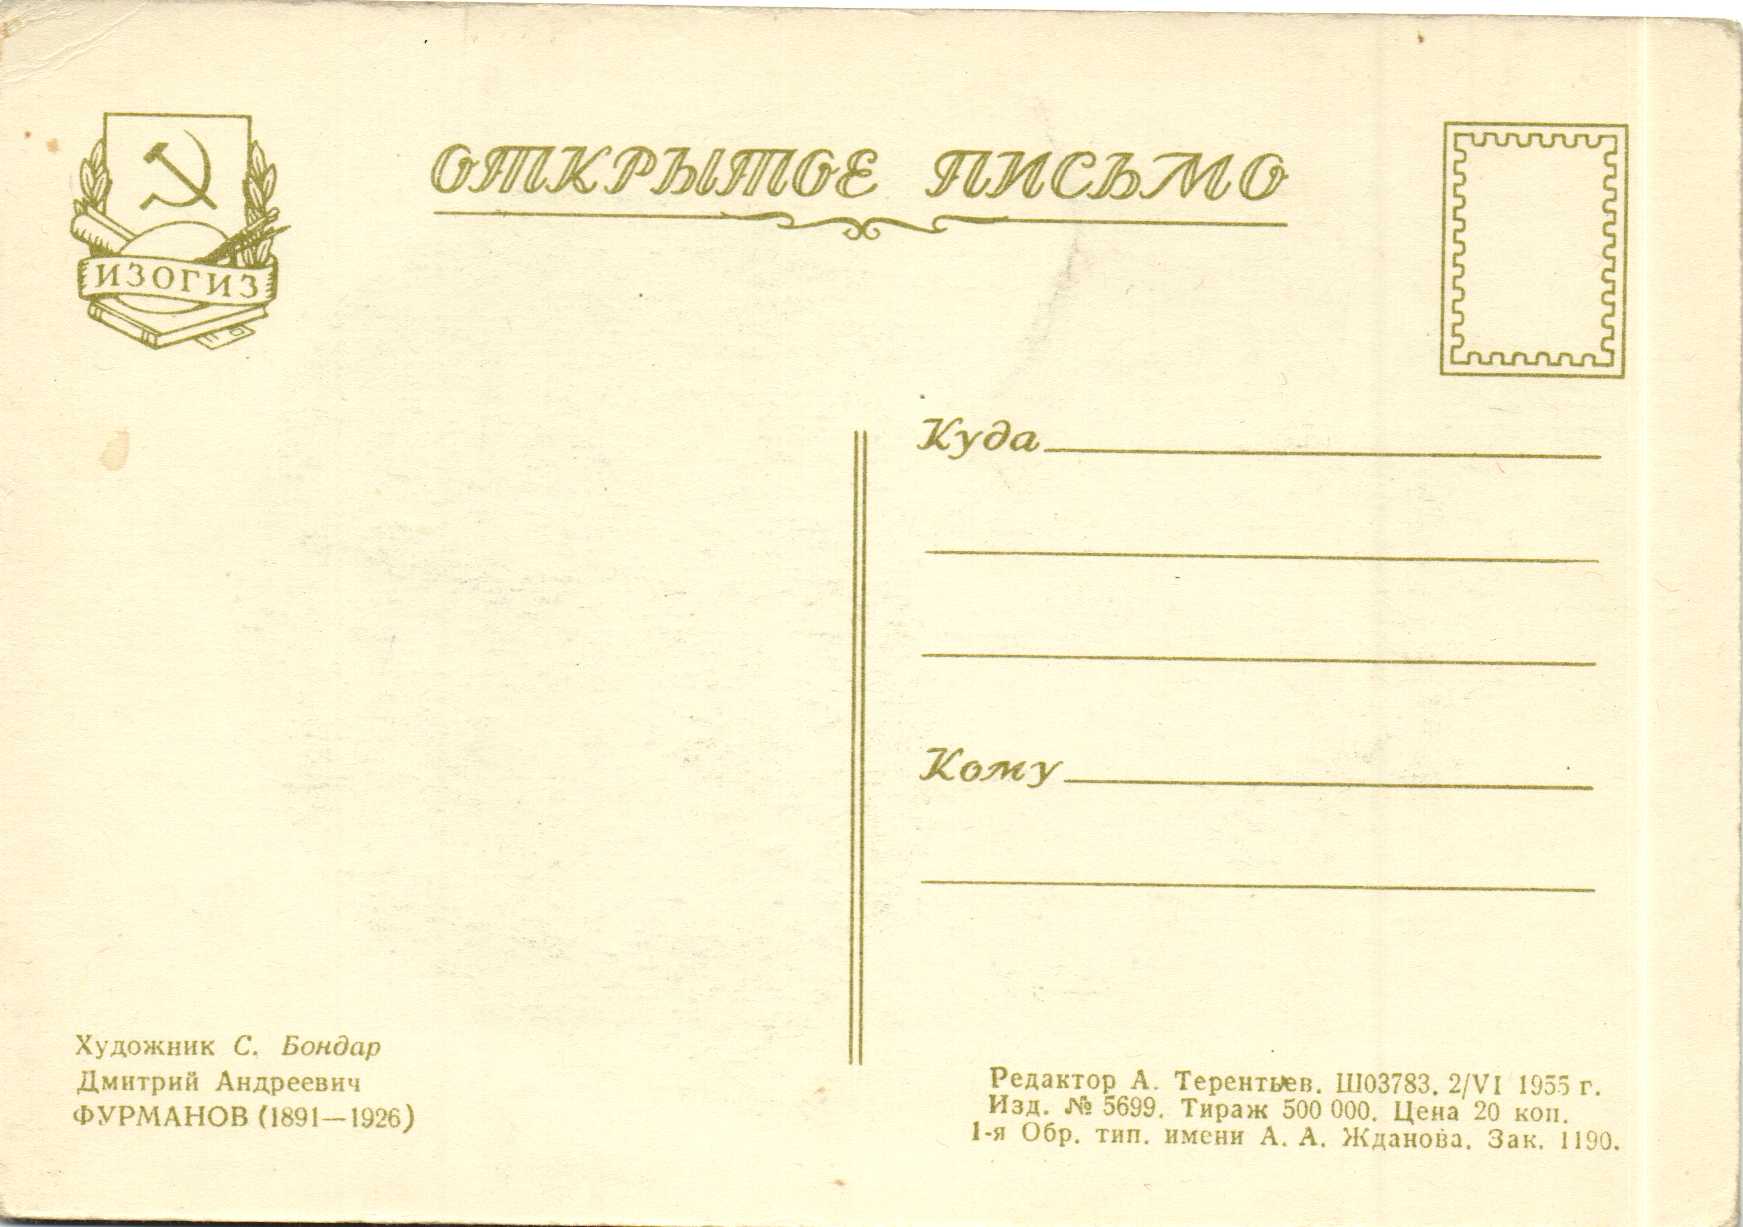 ИЗОГИЗ
ОТКРЫТОЕ ПИСЬМО
Куда
Кому
Художник С. Бондар
Дмитрий Андреевич
ФУРМАНОВ (1891—1926)
Редактор А. Терентьев. Ш03783. 2/VI 1955 г.
Изд. № 5699. Тираж 500 000. Цена 20 коп.
1-я Обр. тип. имени А. А. Жданова. Зак. 1190.